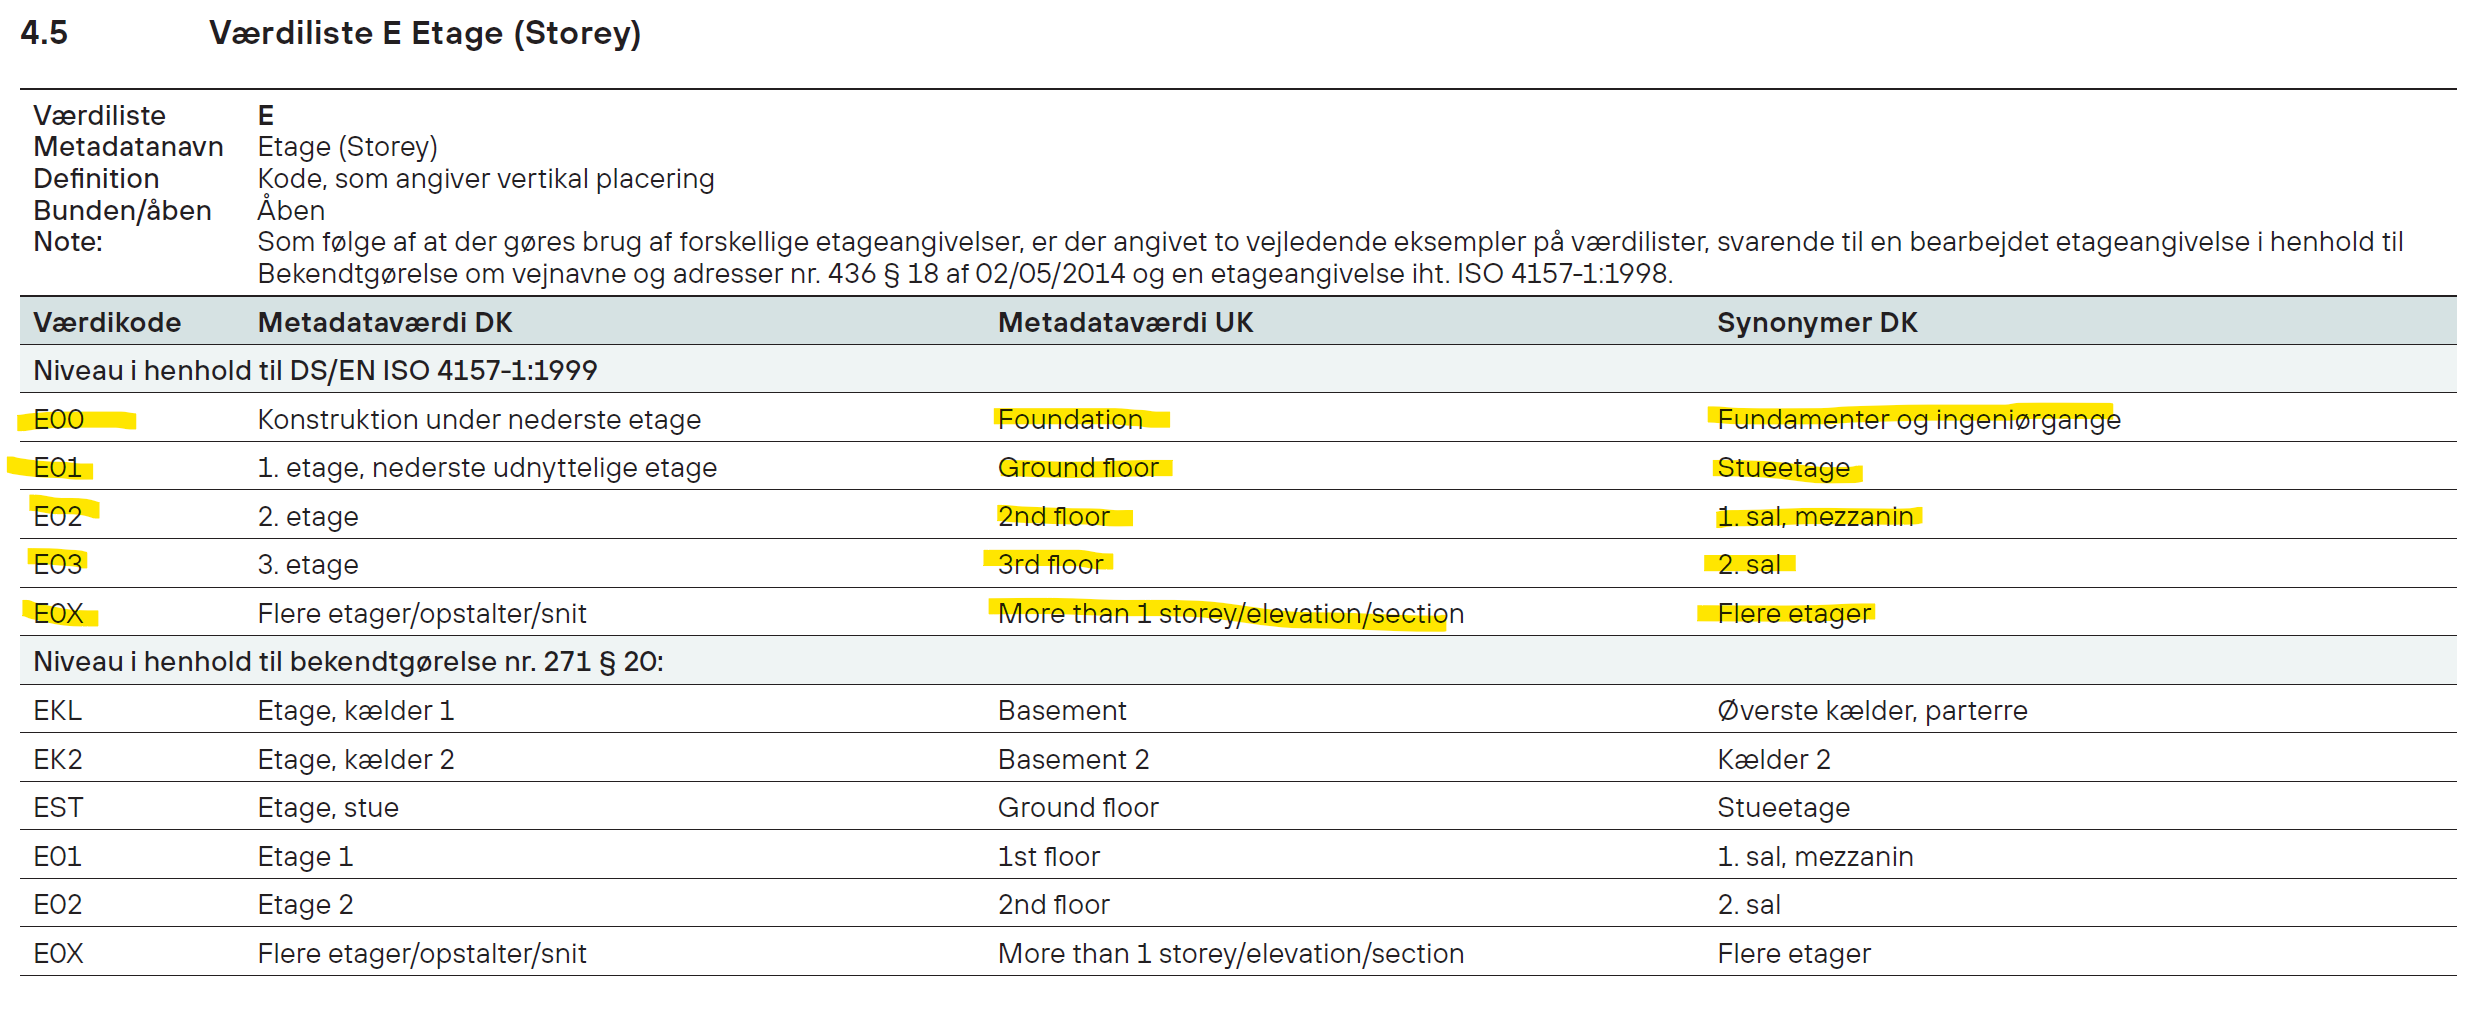 4.5 Værdiliste E Etage (Storey)
Værdiliste E
Metadatanavn Etage (Storey)
Definition Kode, som angiver vertikal placering
Bunden/åben Åben
Note: Som følge af at der gøres brug af forskellige etageangivelser, er der angivet to vejledende eksempler på værdilister, svarende til en bearbejdet etageangivelse i henhold til
Bekendtgørelse om vejnavne og adresser nr. 436 § 18 af 02/05/2014 og en etageangivelse iht. ISO 4157-1:1998.
Værdikode Metadataværdi DK Metadataværdi UK Synonymer DK
Niveau i henhold til DS/EN ISO 4157-1:1999
E00 Konstruktion under nederste etage Foundation Fundamenter og ingeniørgange
E01 1. etage, nederste udnyttelige etage Ground floor Stueetage
E02 2. etage 2nd floor 1. sal, mezzanin
E03 3. etage 3rd floor 2. sal
E0X Flere etager/opstalter/snit More than 1 storey/elevation/section Flere etager
Niveau i henhold til bekendtgørelse nr. 271 § 20:
EKL Etage, kælder 1 Basement Øverste kælder, parterre
EK2 Etage, kælder 2 Basement 2 Kælder 2
EST Etage, stue Ground floor Stueetage
E01 Etage 1 1st floor 1. sal, mezzanin
E02 Etage 2 2nd floor 2. sal
E0X Flere etager/opstalter/snit More than 1 storey/elevation/section Flere etager